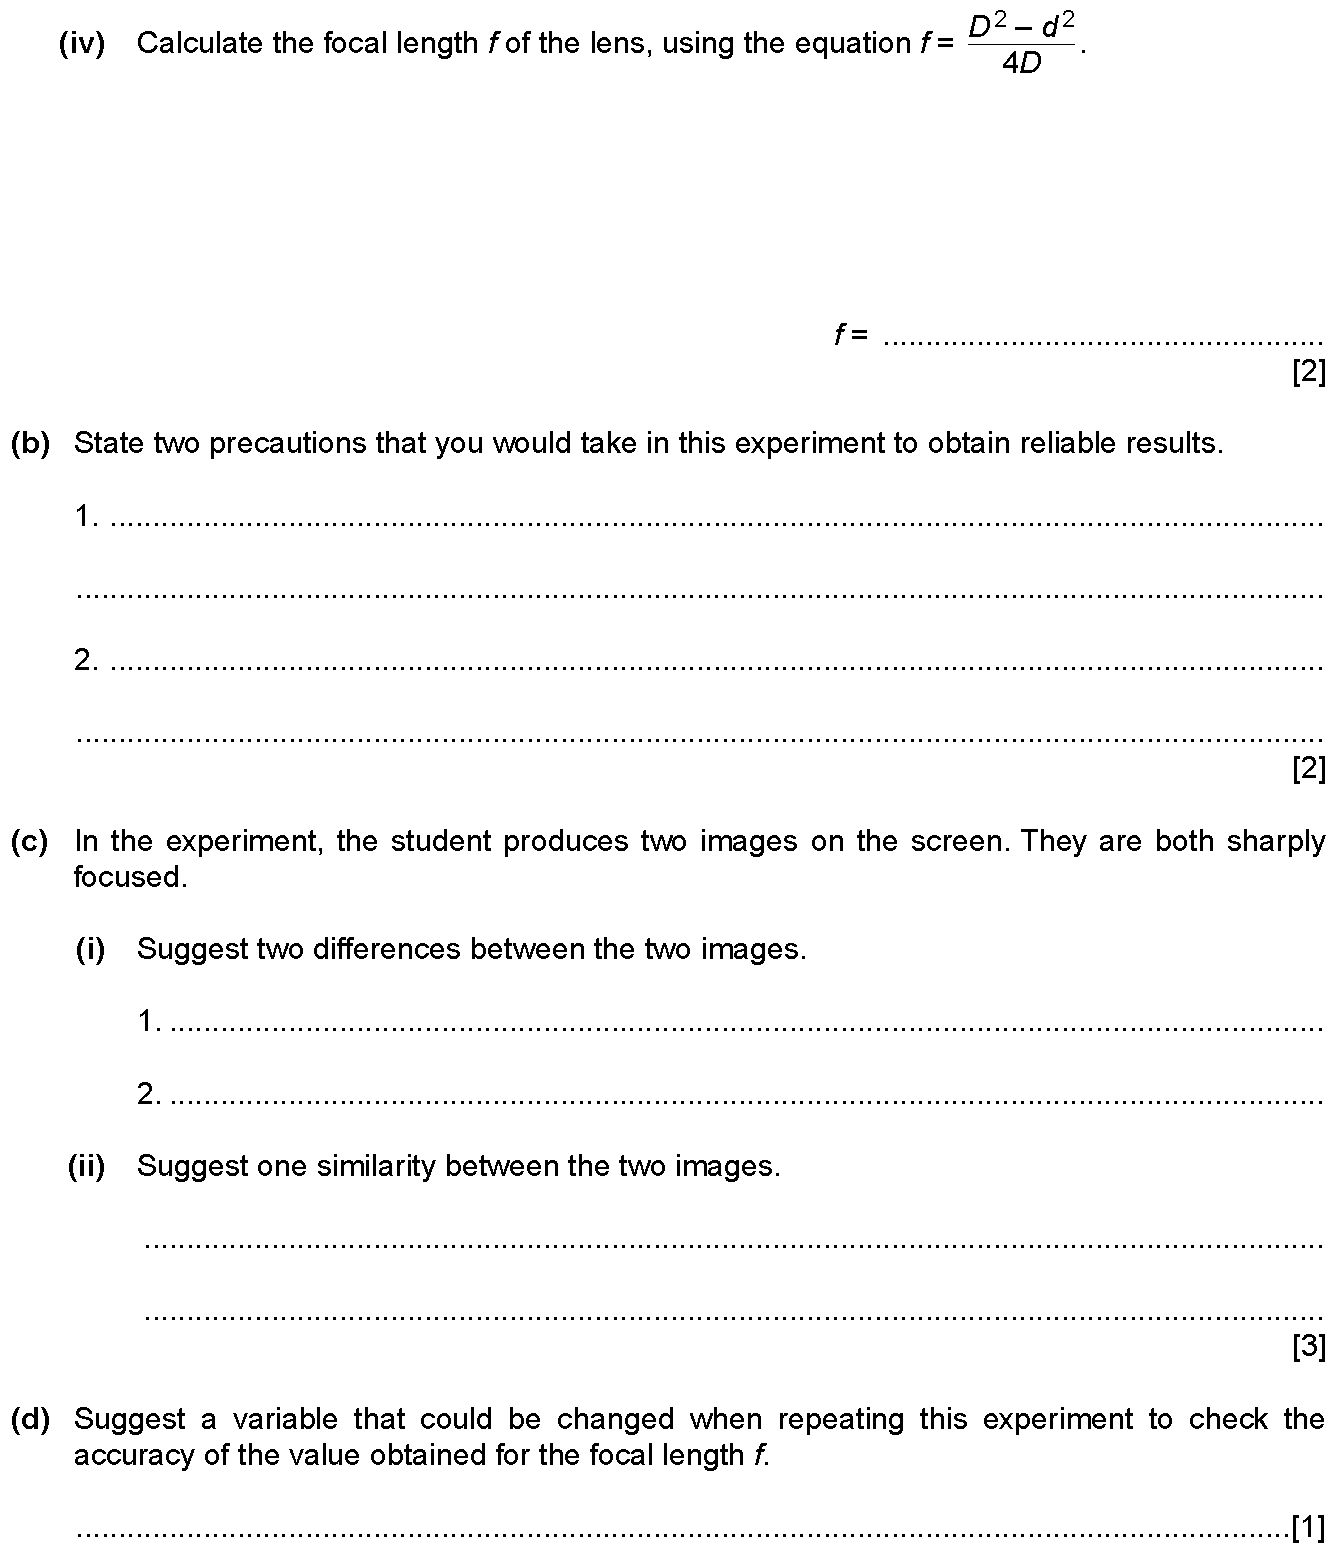 (iv) Calculate the focal length f of the lens, using the equation f = \frac{D² – d²}{4D}.
f = ....................................................
[2]
(b) State two precautions that you would take in this experiment to obtain reliable results.
1. ................................................................................................................................................
....................................................................................................................................................
2. ................................................................................................................................................
....................................................................................................................................................
[2]
(c) In the experiment, the student produces two images on the screen. They are both sharply
focused.
(i) Suggest two differences between the two images.
1. .........................................................................................................................................
2. .........................................................................................................................................
(ii) Suggest one similarity between the two images.
............................................................................................................................................
............................................................................................................................................
[3]
(d) Suggest a variable that could be changed when repeating this experiment to check the
accuracy of the value obtained for the focal length f.
................................................................................................................................................[1]